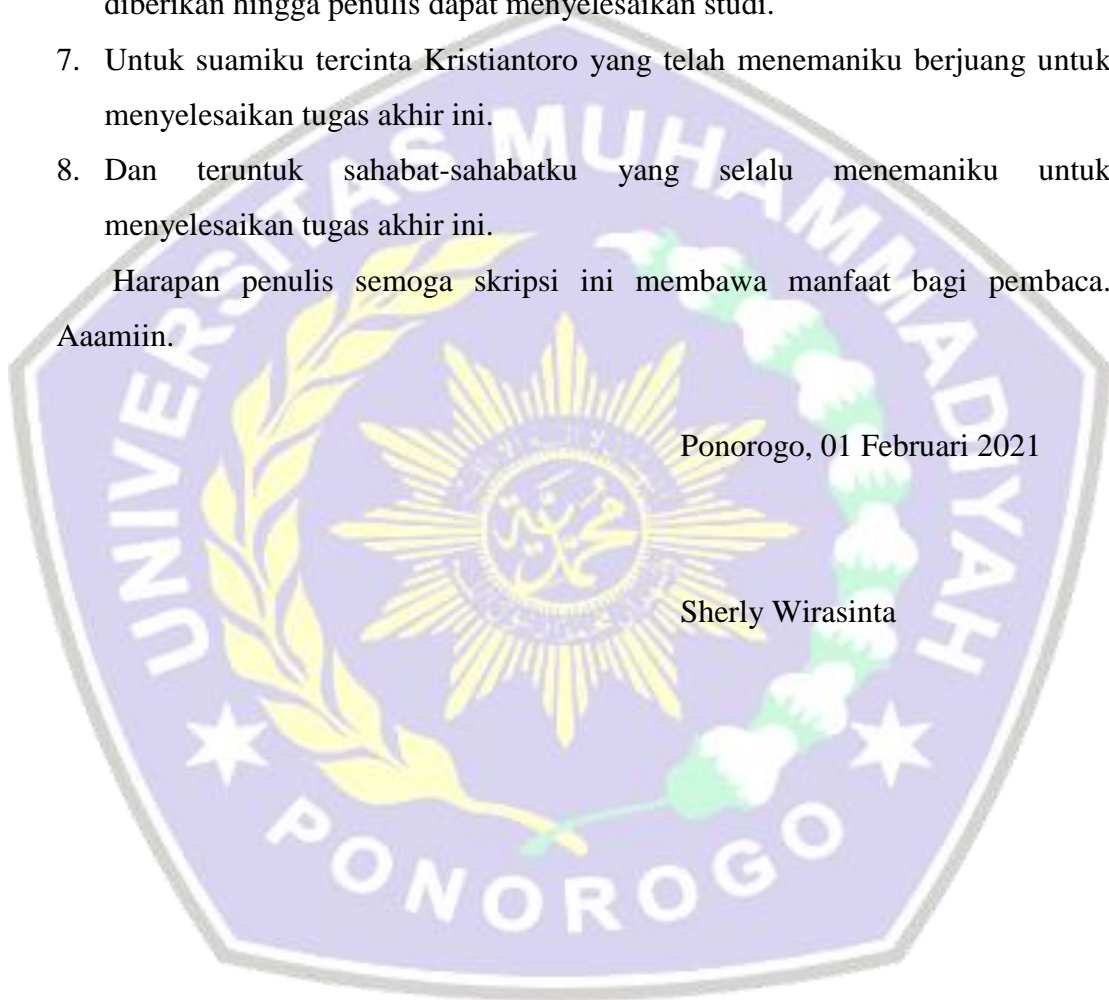 diberikan hingga penulis dapat menyelesaikan studi.
7. Untuk suamiku tercinta Kristiantoro yang telah menemaniku berjuang untuk
menyelesaikan tugas akhir ini.
8. Dan teruntuk sahabat-sahabatku yang selalu menemaniku untuk
menyelesaikan tugas akhir ini.
Harapan penulis semoga skripsi ini membawa manfaat bagi pembaca.
Aaamiin.
Ponorogo, 01 Februari 2021
Sherly Wirasinta
UNIVERSITAS MUHAMMADIYAH
PONOROGO